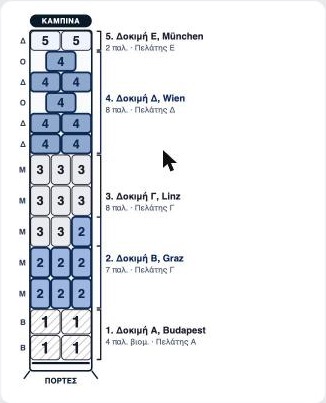 ΚΑΜΠΙΝΑ
Δ 5 5
5. Δοκιμή Ε, München
2 παλ. · Πελάτης Ε
Ο 4
Δ 4 4
Ο 4
4. Δοκιμή Δ, Wien
8 παλ. · Πελάτης Δ
Δ 4 4
Δ 4 4
Μ 3 3 3
Μ 3 3 3
3. Δοκιμή Γ, Linz
8 παλ. · Πελάτης Γ
Μ 3 3 2
Μ 2 2 2
2. Δοκιμή Β, Graz
7 παλ. · Πελάτης Γ
Μ 2 2 2
Β 1 1
1. Δοκιμή Α, Budapest
4 παλ. βιομ. · Πελάτης Α
Β 1 1
ΠΟΡΤΕΣ